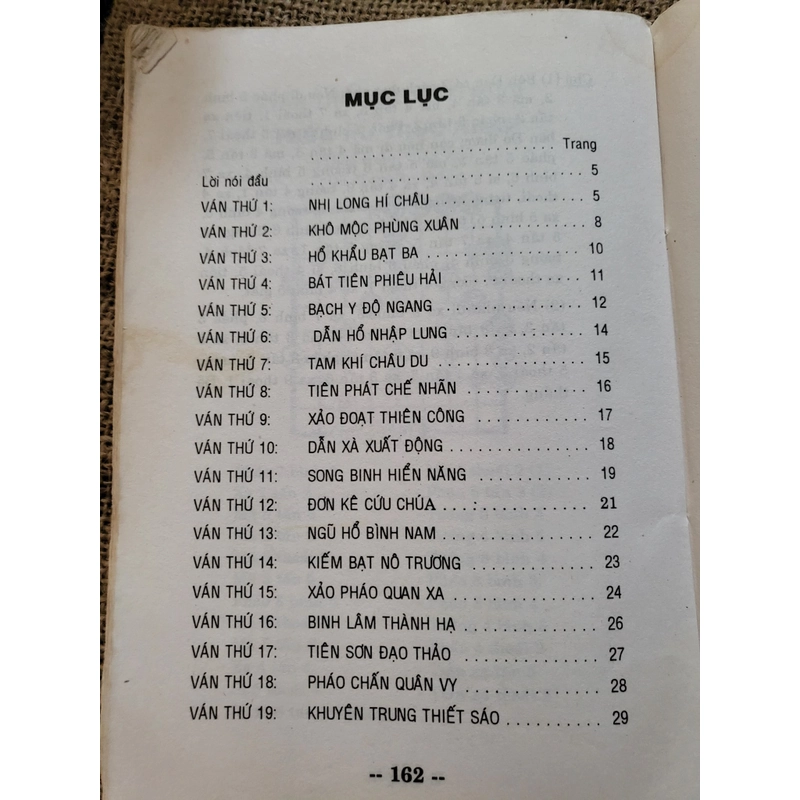 MỤC LỤC
........................................ Trang
Lời nói đầu ........................................ 5
VÁN THỨ 1: NHỊ LONG HÍ CHÂU ...................... 5
VÁN THỨ 2: KHÔ MỘC PHÙNG XUÂN .................. 8
VÁN THỨ 3: HỔ KHẨU BẠT BA ...................... 10
VÁN THỨ 4: BÁT TIÊN PHIÊU HẢI ................... 11
VÁN THỨ 5: BẠCH Y ĐỘ NGANG ..................... 12
VÁN THỨ 6: DẪN HỔ NHẬP LUNG ................... 14
VÁN THỨ 7: TAM KHÍ CHÂU DU ..................... 15
VÁN THỨ 8: TIÊN PHÁT CHẾ NHÃN .................. 16
VÁN THỨ 9: XẢO ĐOẠT THIÊN CÔNG ................ 17
VÁN THỨ 10: DẪN XÀ XUẤT ĐỘNG .................. 18
VÁN THỨ 11: SONG BINH HIỂN NĂNG ............... 19
VÁN THỨ 12: ĐƠN KÊ CỨU CHÚA ................... 21
VÁN THỨ 13: NGŨ HỔ BÌNH NAM ................... 22
VÁN THỨ 14: KIẾM BẠT NÔ TRƯƠNG ................ 23
VÁN THỨ 15: XẢO PHÁO QUAN XA .................. 24
VÁN THỨ 16: BINH LÂM THÀNH HẠ ................. 26
VÁN THỨ 17: TIÊN SƠN ĐẠO THẢO ................. 27
VÁN THỨ 18: PHÁO CHẤN QUÂN VY ................. 28
VÁN THỨ 19: KHUYÊN TRUNG THIẾT SÁO ............ 29
-- 162 --